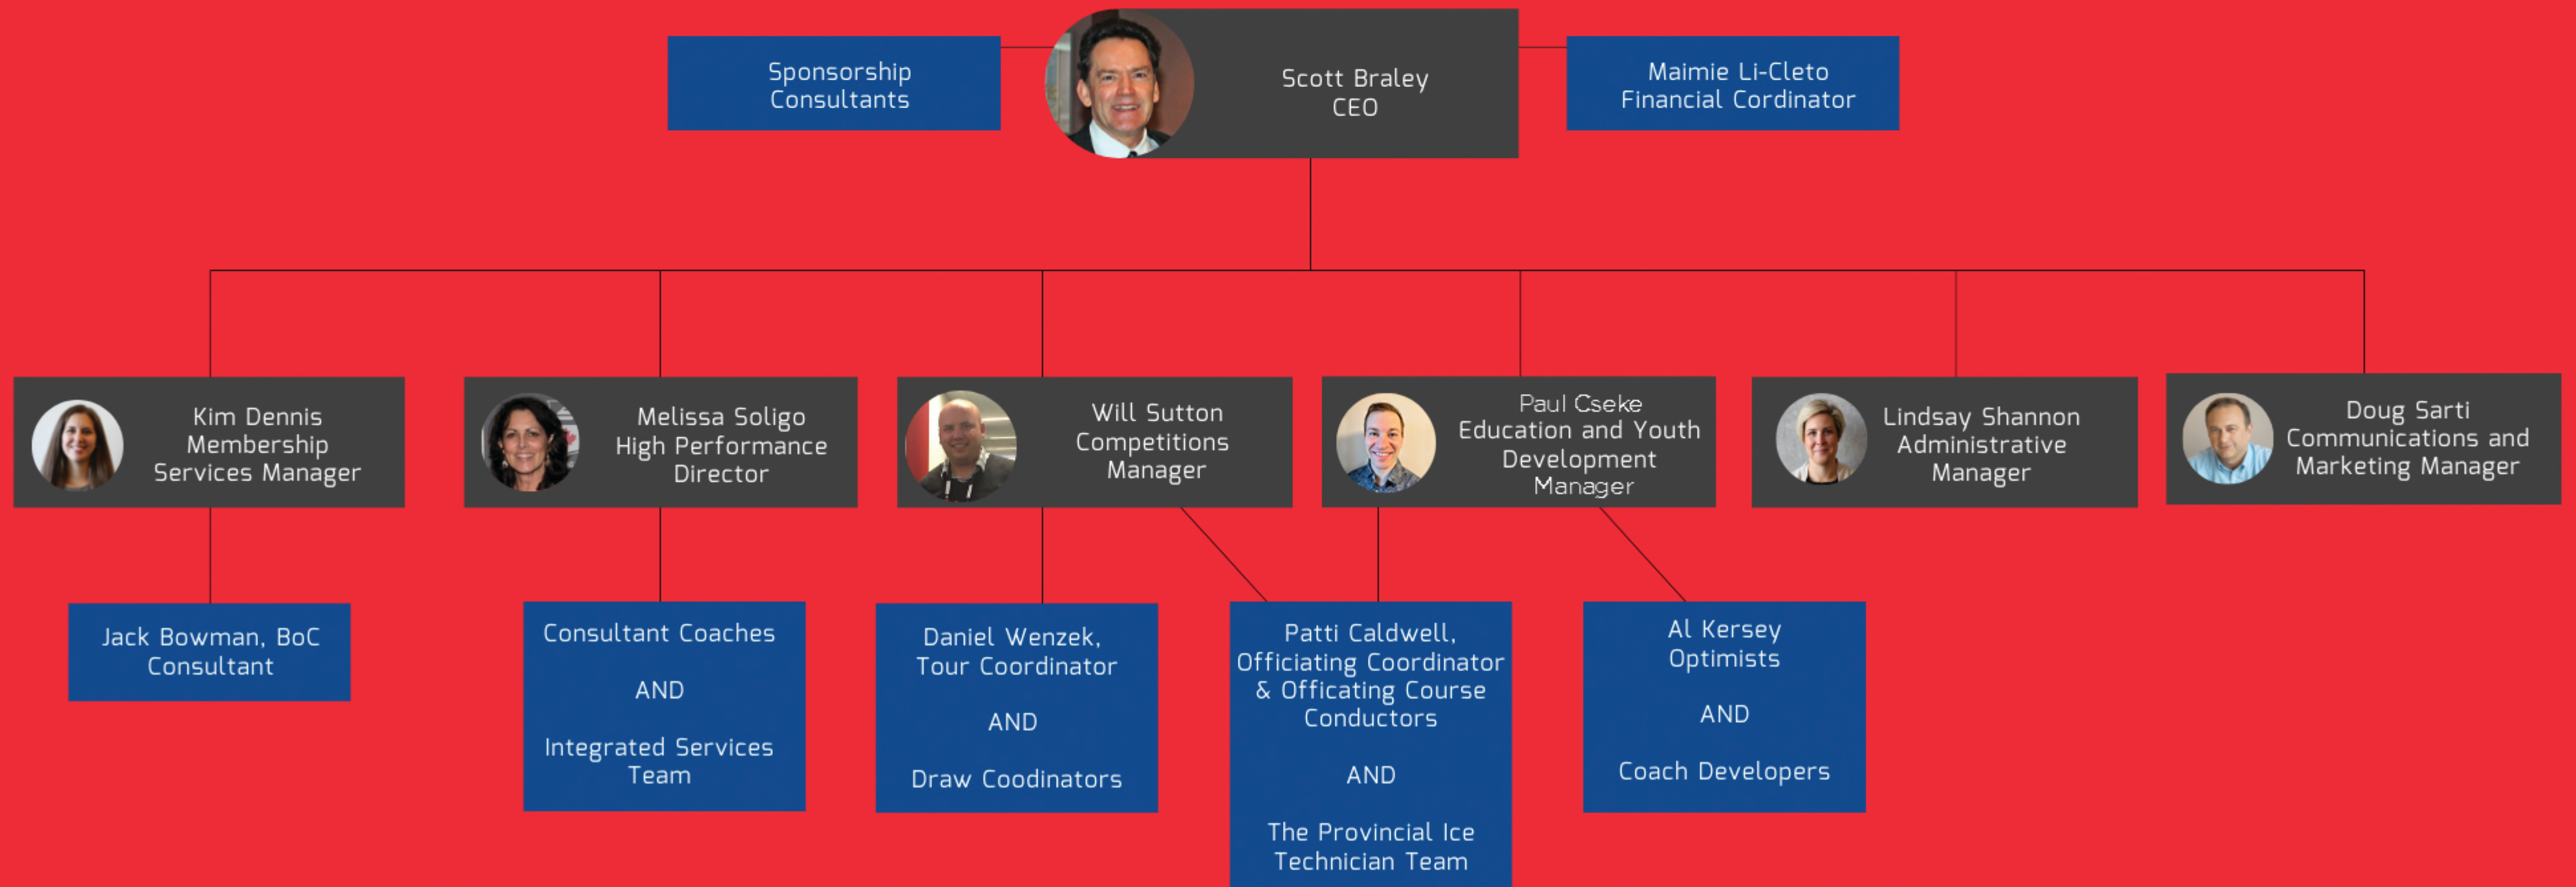 Sponsorship
Consultants
Scott Braley
CEO
Maimie Li-Cleto
Financial Cordinator
Kim Dennis
Membership
Services Manager
Melissa Soligo
High Performance
Director
Will Sutton
Competitions
Manager
Paul Cseke
Education and Youth
Development
Manager
Lindsay Shannon
Administrative
Manager
Doug Sarti
Communications and
Marketing Manager
Jack Bowman, BoC
Consultant
Consultant Coaches
AND
Integrated Services
Team
Daniel Wenzek,
Tour Coordinator
AND
Draw Coodinators
Patti Caldwell,
Officiating Coordinator
& Officating Course
Conductors
AND
The Provincial Ice
Technician Team
Al Kersey
Optimists
AND
Coach Developers